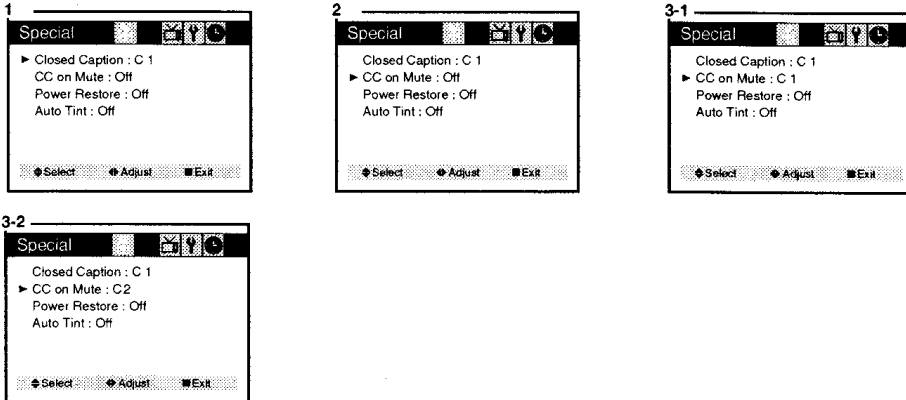 1
Special
► Closed Caption : C 1
CC on Mute : Off
Power Restore : Off
Auto Tint : Off
Select Adjust Exit
2
Special
Closed Caption : C 1
► CC on Mute : Off
Power Restore : Off
Auto Tint : Off
Select Adjust Exit
3-1
Special
Closed Caption : C 1
► CC on Mute : C 1
Power Restore : Off
Auto Tint : Off
Select Adjust Exit
3-2
Special
Closed Caption : C 1
► CC on Mute : C2
Power Restore : Off
Auto Tint : Off
Select Adjust Exit